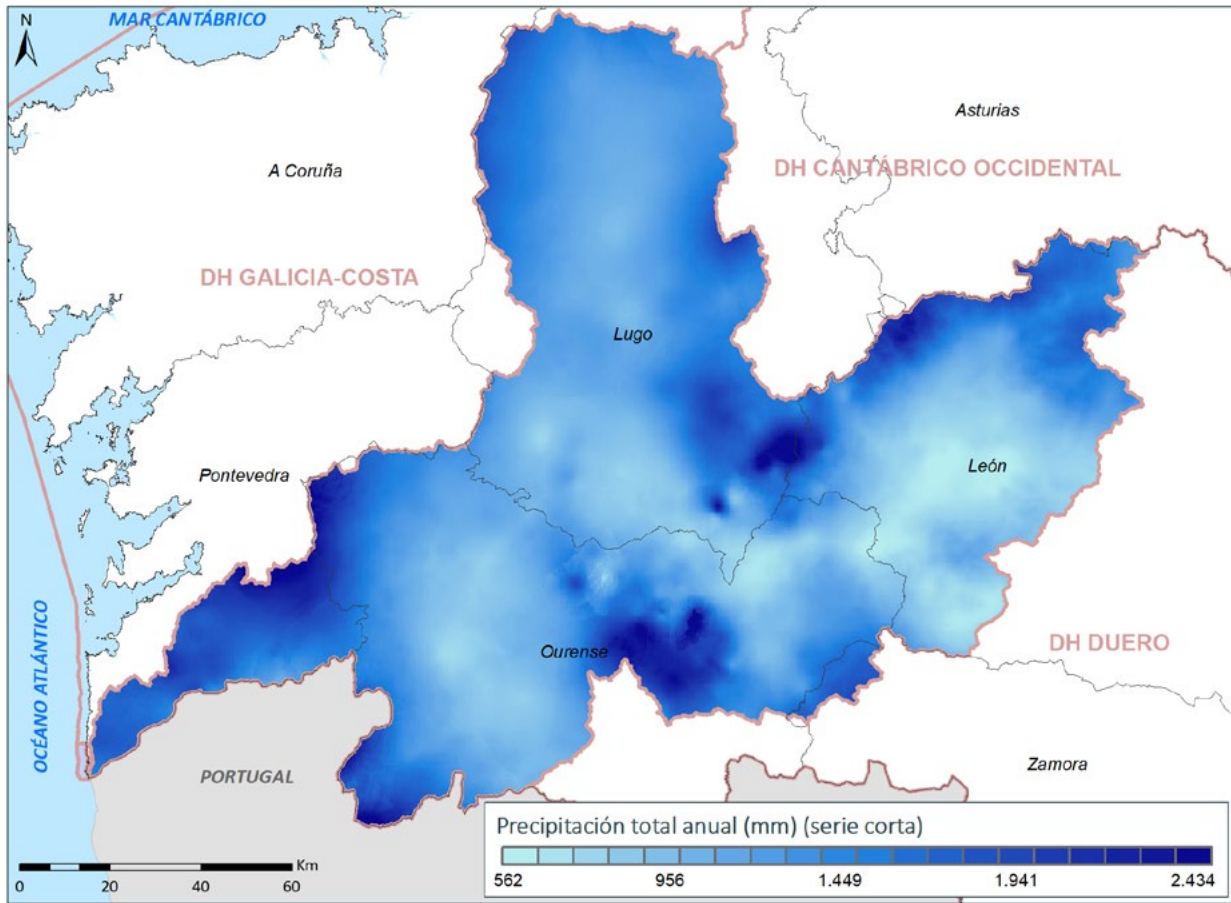 MAR CANTÁBRICO
N
Asturias
A Coruña
DH CANTÁBRICO OCCIDENTAL
DH GALICIA-COSTA
Lugo
León
Pontevedra
OCÉANO ATLÁNTICO
Ourense
DH DUERO
PORTUGAL
Zamora
Precipitación total anual (mm) (serie corta)
562 956 1.449 1.941 2.434
Km
0 20 40 60